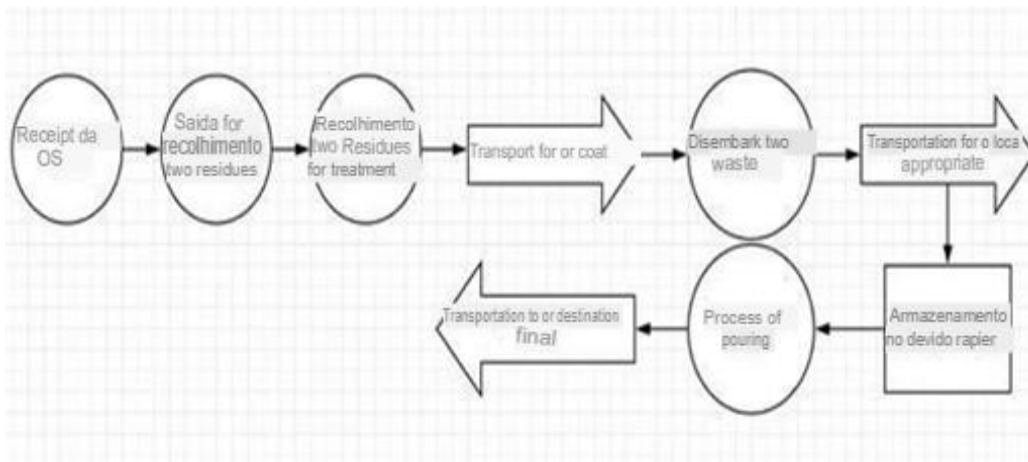 Receipt da
OS
Saida for
recolhimento
two residues
Recolhimento
two Residues
for treatment
Transport for or coat
Disembark two
waste
Transportation for o loca
appropriate
Armazenamento
no devido rapier
Process of
pouring
Transportation to or destination
final